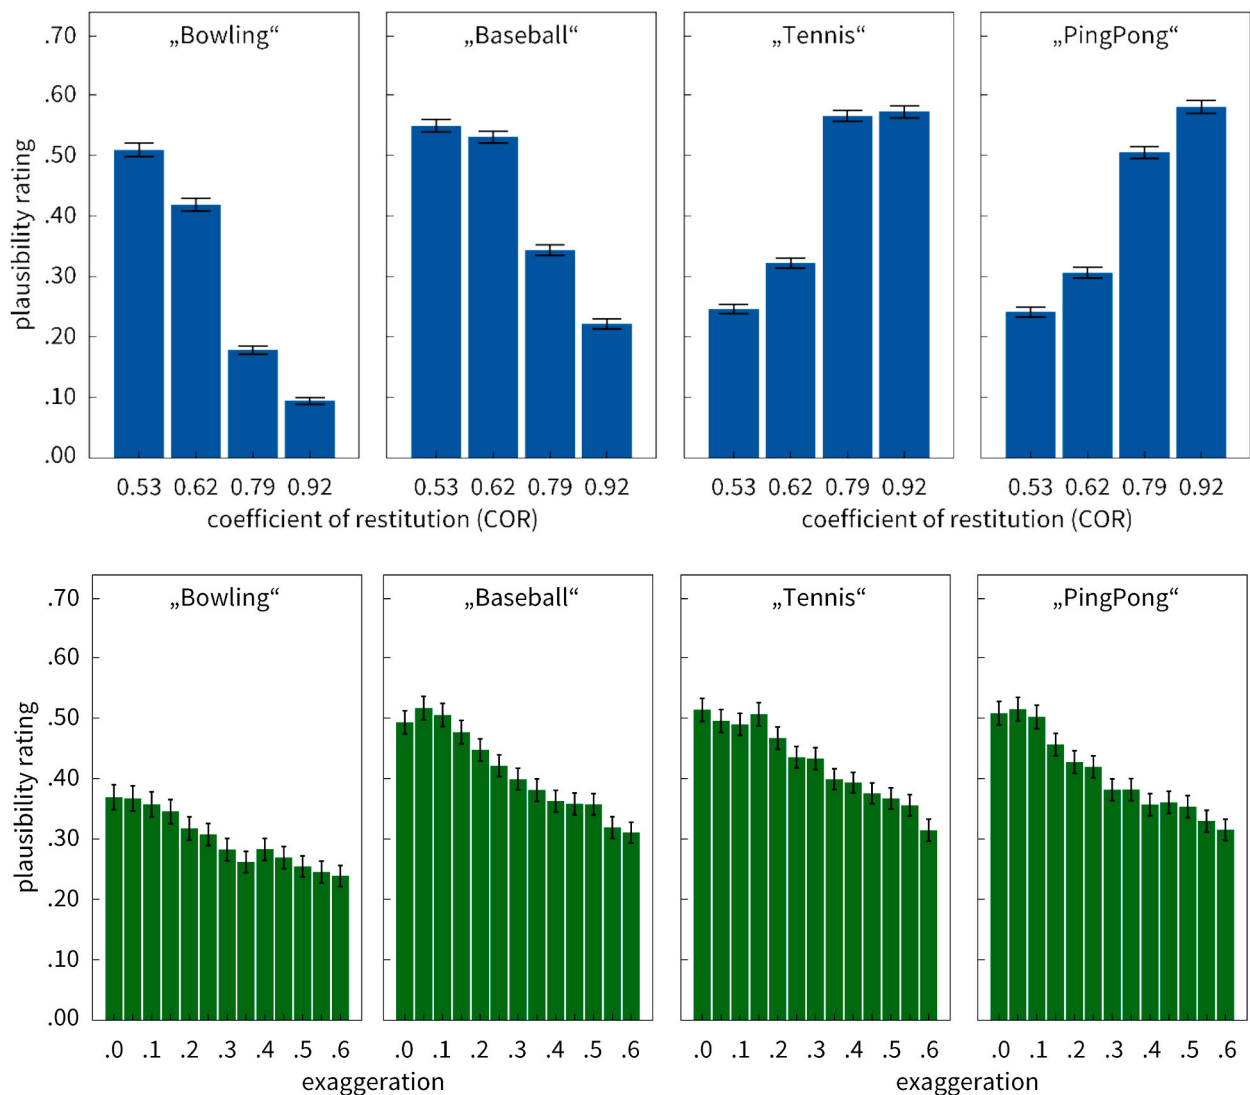 „Bowling“ „Baseball“ „Tennis“ „PingPong“
.70
.60
.50
.40
.30
.20
.10
.00
plausibility rating
0.53 0.62 0.79 0.92 0.53 0.62 0.79 0.92 0.53 0.62 0.79 0.92 0.53 0.62 0.79 0.92
coefficient of restitution (COR) coefficient of restitution (COR)
„Bowling“ „Baseball“ „Tennis“ „PingPong“
.70
.60
.50
.40
.30
.20
.10
.00
plausibility rating
.0 .1 .2 .3 .4 .5 .6 .0 .1 .2 .3 .4 .5 .6 .0 .1 .2 .3 .4 .5 .6 .0 .1 .2 .3 .4 .5 .6
exaggeration exaggeration